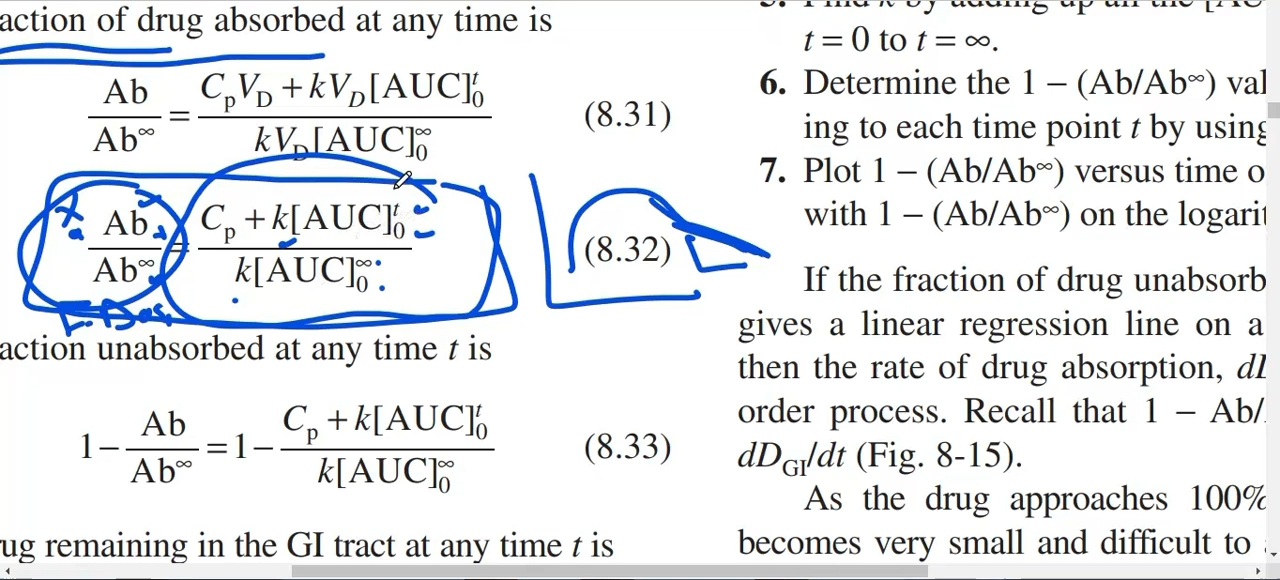 action of drug absorbed at any time is
Ab/Ab∞ = (CpVD + kVD[AUC]₀ᵗ)/(kVD[AUC]₀∞) (8.31)
Ab/Ab∞ = (Cp + k[AUC]₀ᵗ)/(k[AUC]₀∞) (8.32)
action unabsorbed at any time t is
1 − Ab/Ab∞ = 1 − (Cp + k[AUC]₀ᵗ)/(k[AUC]₀∞) (8.33)
ug remaining in the GI tract at any time t is
t = 0 to t = ∞.
6. Determine the 1 − (Ab/Ab∞) val
ing to each time point t by using
7. Plot 1 − (Ab/Ab∞) versus time o
with 1 − (Ab/Ab∞) on the logarit
If the fraction of drug unabsorb
gives a linear regression line on a
then the rate of drug absorption,
order process. Recall that 1 − Ab/
dDGI/dt (Fig. 8-15).
As the drug approaches 100%
becomes very small and difficult to